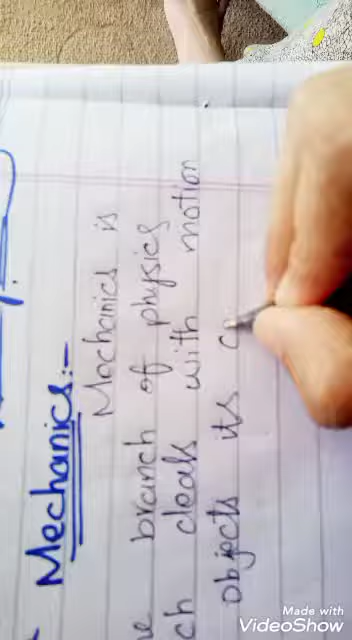 Mechanics:-
Mechanics is
branch of physics
deals with motion
objects its
Made with
VideoShow